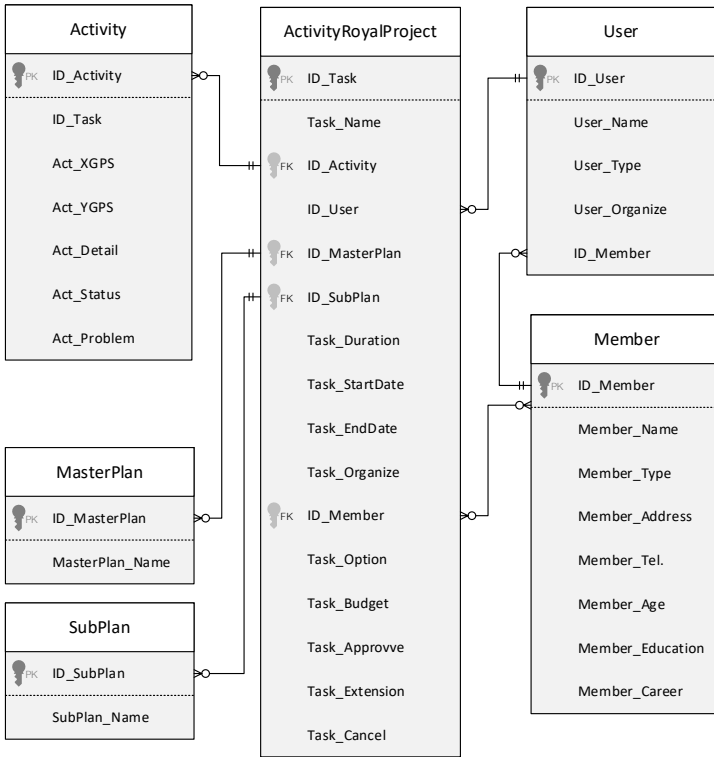 Activity
PK ID_Activity
ID_Task
Act_XGPS
Act_YGPS
Act_Detail
Act_Status
Act_Problem
MasterPlan
PK ID_MasterPlan
MasterPlan_Name
SubPlan
PK ID_SubPlan
SubPlan_Name
ActivityRoyalProject
PK ID_Task
Task_Name
FK ID_Activity
ID_User
FK ID_MasterPlan
FK ID_SubPlan
Task_Duration
Task_StartDate
Task_EndDate
Task_Organize
FK ID_Member
Task_Option
Task_Budget
Task_Approvve
Task_Extension
Task_Cancel
User
PK ID_User
User_Name
User_Type
User_Organize
ID_Member
Member
PK ID_Member
Member_Name
Member_Type
Member_Address
Member_Tel.
Member_Age
Member_Education
Member_Career